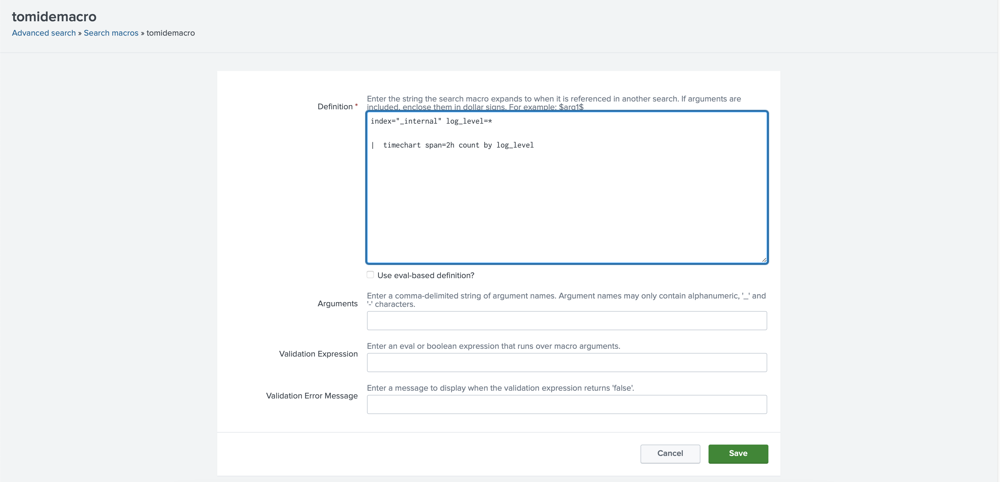 tomidemacro
Advanced search » Search macros » tomidemacro
Definition *
Enter the string the search macro expands to when it is referenced in another search. If arguments are
included, enclose them in dollar signs. For example: $arg1$
index="_internal" log_level=*
|  timechart span=2h count by log_level
Use eval-based definition?
Arguments
Enter a comma-delimited string of argument names. Argument names may only contain alphanumeric, '_' and
'-' characters.
Validation Expression
Enter an eval or boolean expression that runs over macro arguments.
Validation Error Message
Enter a message to display when the validation expression returns 'false'.
Cancel
Save